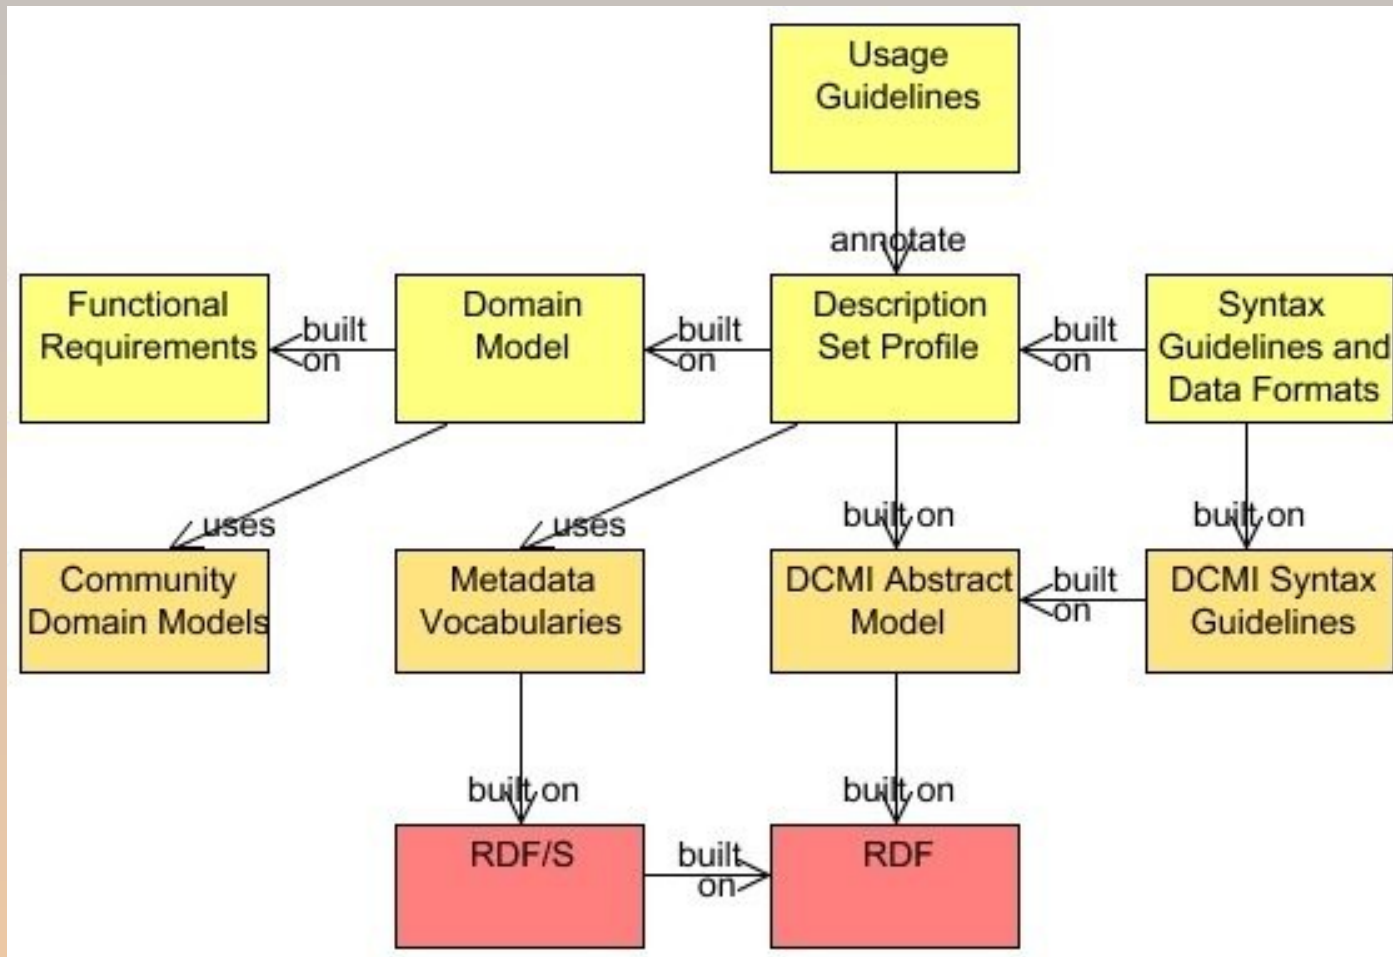 Usage
Guidelines
annotate
Functional
Requirements
built
on
Domain
Model
built
on
Description
Set Profile
built
on
Syntax
Guidelines and
Data Formats
uses
uses
built on
built on
Community
Domain Models
Metadata
Vocabularies
DCMI Abstract
Model
built
on
DCMI Syntax
Guidelines
built on
built on
RDF/S
built
on
RDF